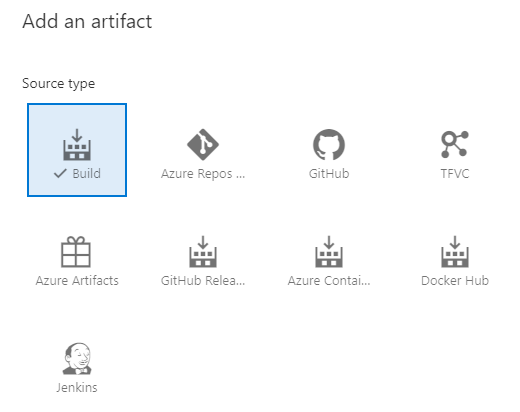 Add an artifact
Source type
Build
Azure Repos ...
GitHub
TFVC
Azure Artifacts
GitHub Relea...
Azure Contai...
Docker Hub
Jenkins